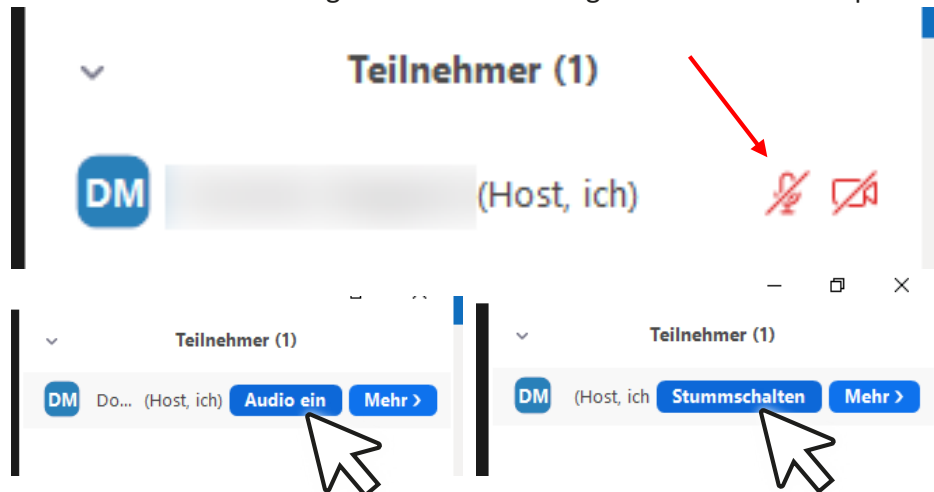 Teilnehmer (1)
DM (Host, ich)
Teilnehmer (1)
DM Do... (Host, ich) Audio ein Mehr >
Teilnehmer (1)
DM (Host, ich Stummschalten Mehr >